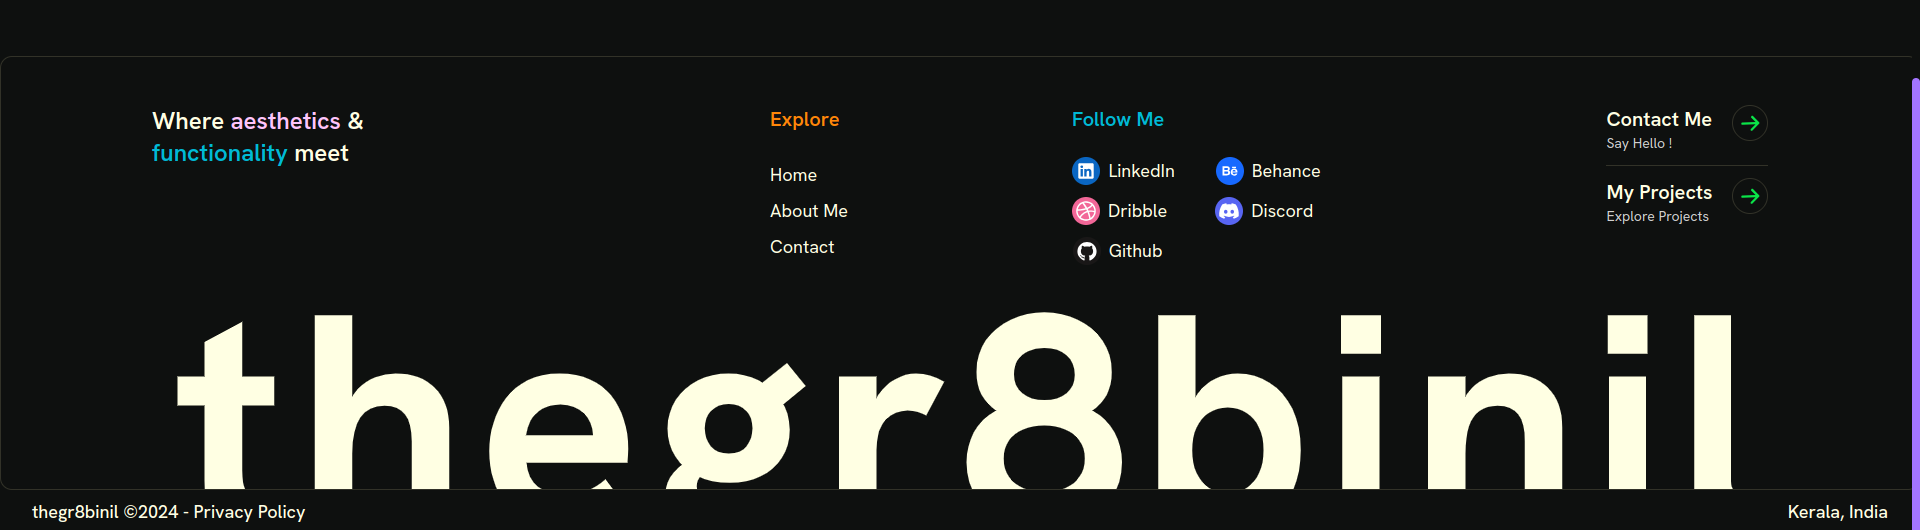 Where aesthetics &
functionality meet
Explore
Home
About Me
Contact
Follow Me
LinkedIn
Behance
Dribble
Discord
Github
Contact Me
Say Hello !
My Projects
Explore Projects
thegr8binil
thegr8binil ©2024 - Privacy Policy
Kerala, India